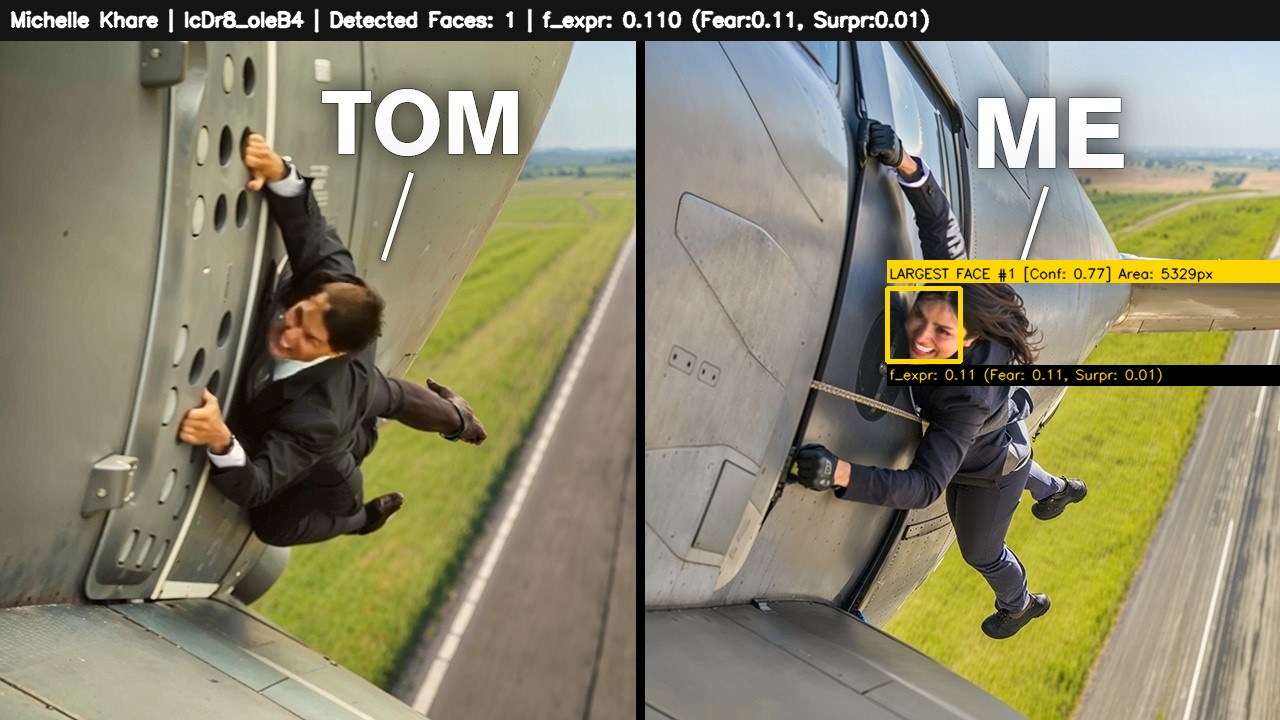 Michelle Khare | lcDr8_oleB4 | Detected Faces: 1 | f_expr: 0.110 (Fear:0.11, Surpr:0.01)
TOM
ME
LARGEST FACE #1 [Conf: 0.77] Area: 5329px
f_expr: 0.11 (Fear: 0.11, Surpr: 0.01)